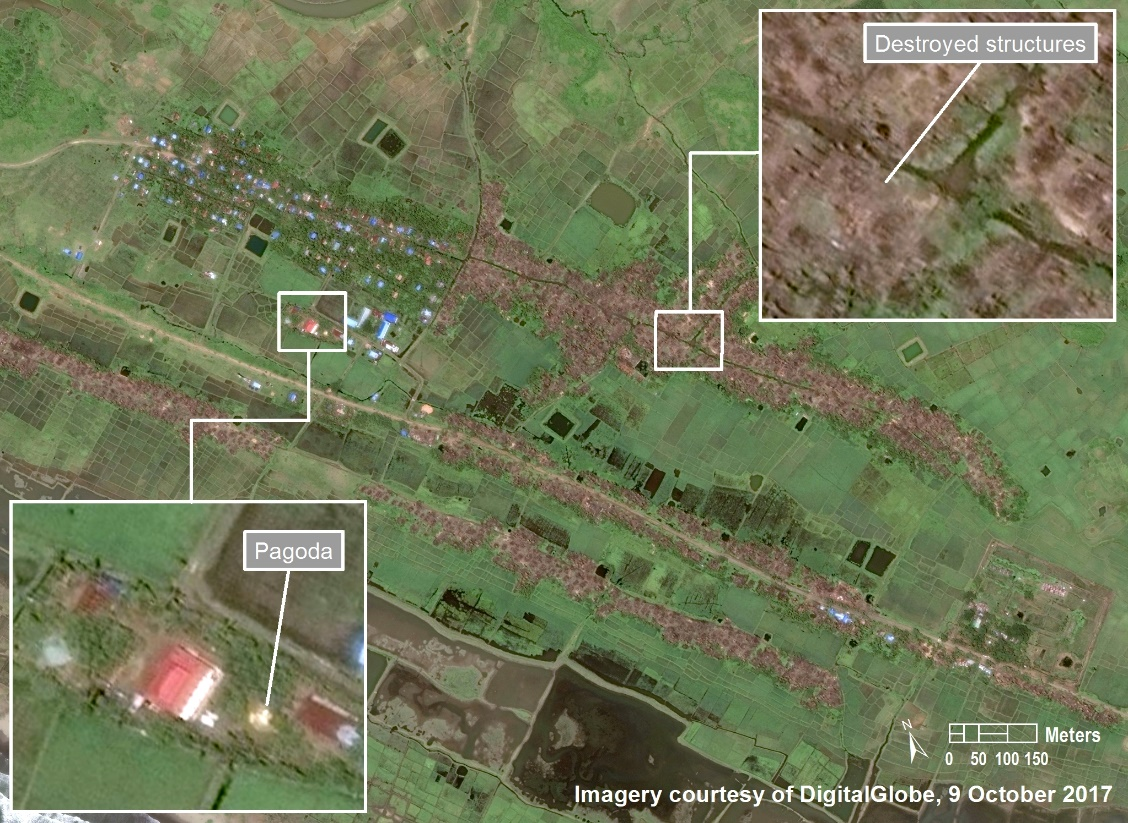 Destroyed structures
Pagoda
N
Meters
0 50 100 150
Imagery courtesy of DigitalGlobe, 9 October 2017